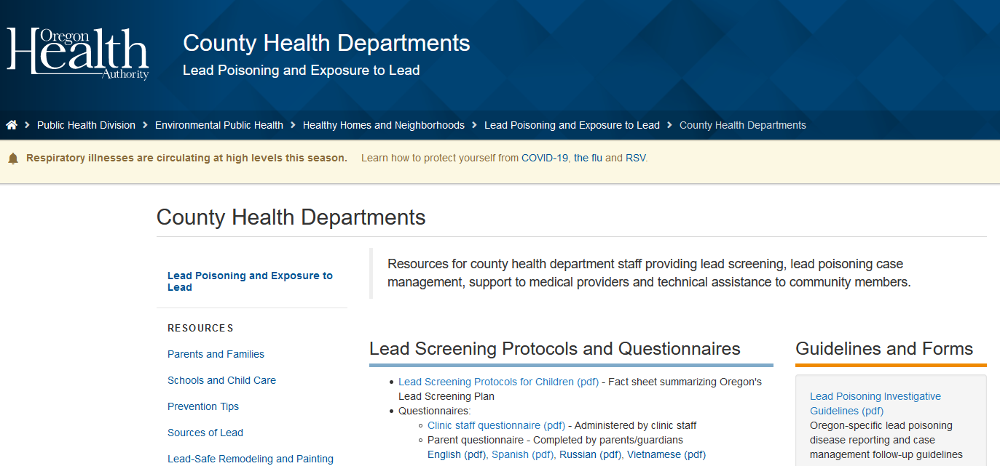 Oregon
Health
Authority
County Health Departments
Lead Poisoning and Exposure to Lead
Public Health Division
Environmental Public Health
Healthy Homes and Neighborhoods
Lead Poisoning and Exposure to Lead
County Health Departments
Respiratory illnesses are circulating at high levels this season. Learn how to protect yourself from COVID-19, the flu and RSV.
County Health Departments
Lead Poisoning and Exposure to
Lead
RESOURCES
Parents and Families
Schools and Child Care
Prevention Tips
Sources of Lead
Lead-Safe Remodeling and Painting
Resources for county health department staff providing lead screening, lead poisoning case
management, support to medical providers and technical assistance to community members.
Lead Screening Protocols and Questionnaires
• Lead Screening Protocols for Children (pdf) - Fact sheet summarizing Oregon's
Lead Screening Plan
• Questionnaires:
◦ Clinic staff questionnaire (pdf) - Administered by clinic staff
◦ Parent questionnaire - Completed by parents/guardians
English (pdf), Spanish (pdf), Russian (pdf), Vietnamese (pdf)
Guidelines and Forms
Lead Poisoning Investigative
Guidelines (pdf)
Oregon-specific lead poisoning
disease reporting and case
management follow-up guidelines